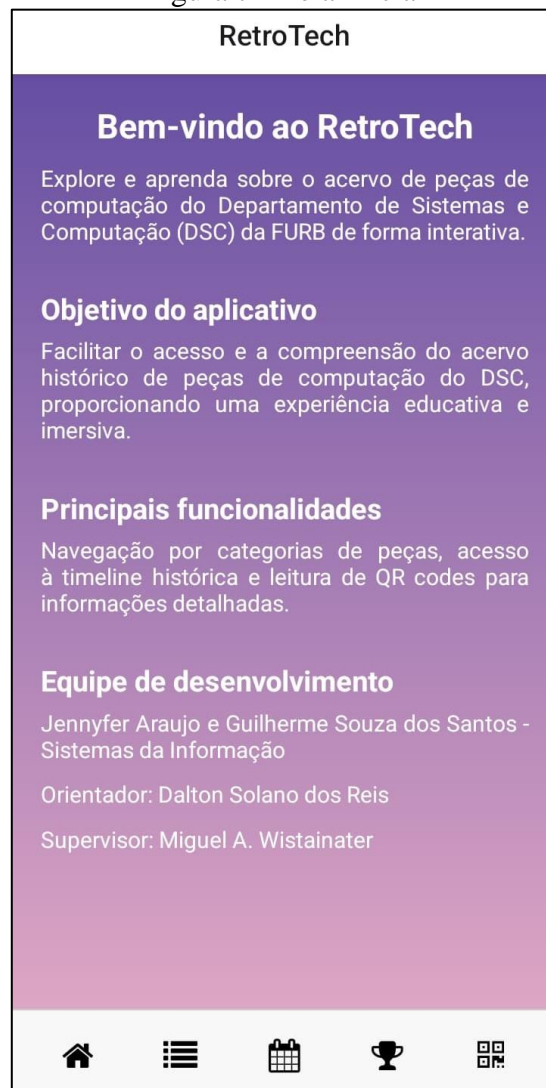 RetroTech
Bem-vindo ao RetroTech
Explore e aprenda sobre o acervo de peças de
computação do Departamento de Sistemas e
Computação (DSC) da FURB de forma interativa.
Objetivo do aplicativo
Facilitar o acesso e a compreensão do acervo
histórico de peças de computação do DSC,
proporcionando uma experiência educativa e
imersiva.
Principais funcionalidades
Navegação por categorias de peças, acesso
à timeline histórica e leitura de QR codes para
informações detalhadas.
Equipe de desenvolvimento
Jennyfer Araujo e Guilherme Souza dos Santos -
Sistemas da Informação
Orientador: Dalton Solano dos Reis
Supervisor: Miguel A. Wistainater